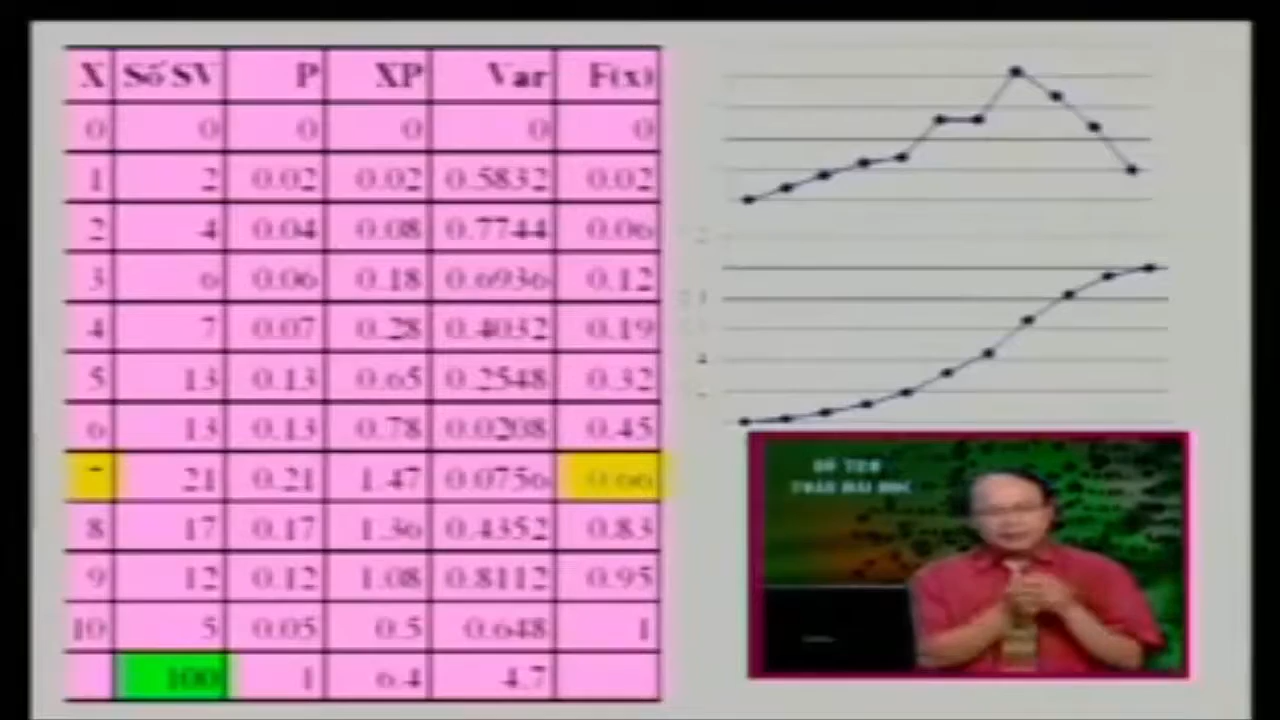 X Số SV P XP Var F(x)
0 0 0 0 0 0
1 2 0.02 0.02 0.5832 0.02
2 4 0.04 0.08 0.7744 0.06
3 6 0.06 0.18 0.6936 0.12
4 7 0.07 0.28 0.4032 0.19
5 13 0.13 0.65 0.2548 0.32
6 13 0.13 0.78 0.0208 0.45
7 21 0.21 1.47 0.0756 0.66
8 17 0.17 1.36 0.4352 0.83
9 12 0.12 1.08 0.8112 0.95
10 5 0.05 0.5 0.648 1
100 1 6.4 4.7